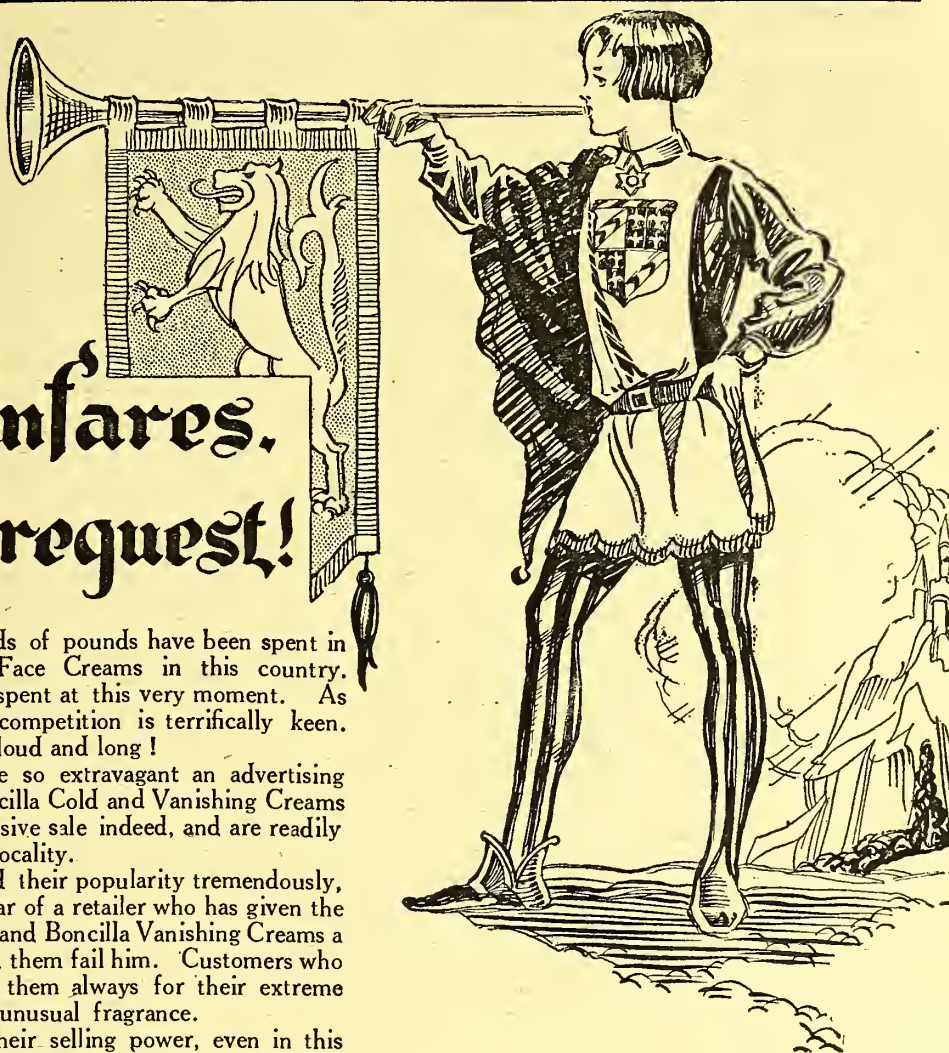 nfares.
request!
ds of pounds have been spent in
Face Creams in this country.
spent at this very moment. As
competition is terrifically keen.
loud and long !
e so extravagant an advertising
cilla Cold and Vanishing Creams
sive sale indeed, and are readily
ocality.
d their popularity tremendously,
ar of a retailer who has given the
and Boncilla Vanishing Creams a
them fail him. Customers who
them always for their extreme
unusual fragrance.
heir selling power, even in this